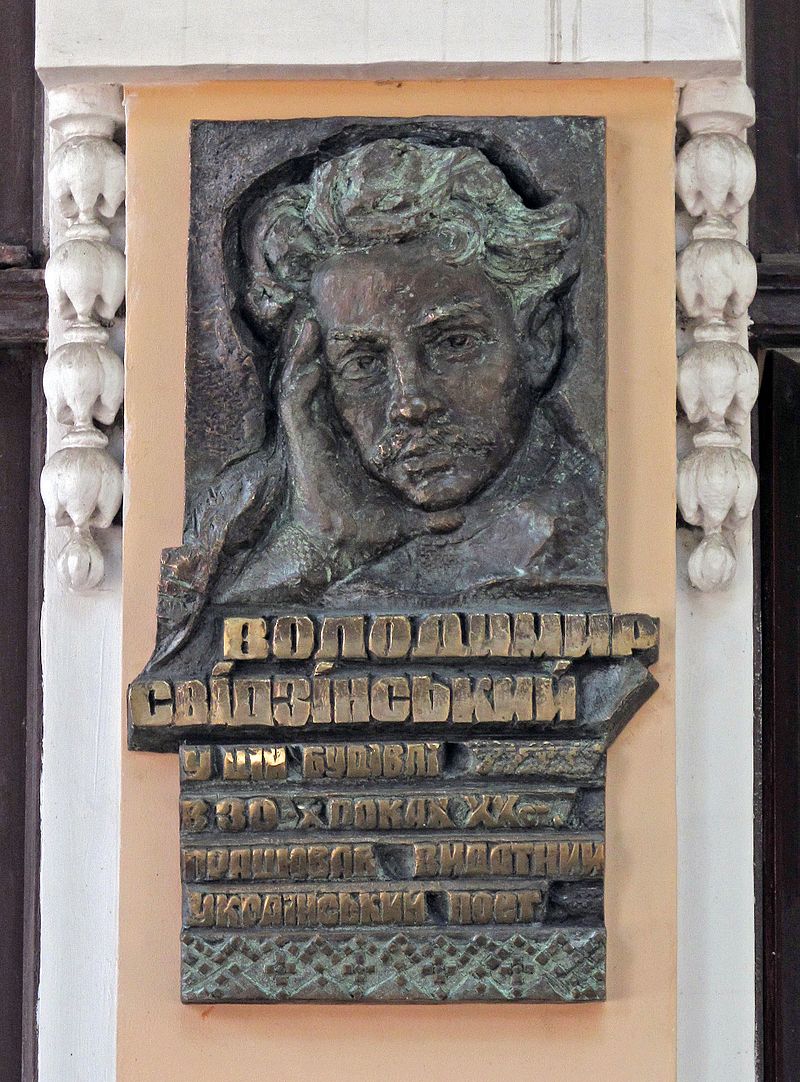 ВОЛОДИМИР
СВІДЗІНСЬКИЙ
У ЦІЙ БУДІВЛІ
В 30-Х РОКАХ ХХ ст.
ПРАЦЮВАВ ВИДАТНИЙ
УКРАЇНСЬКИЙ ПОЕТ